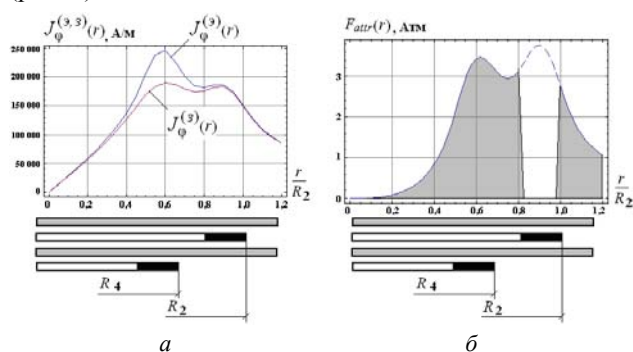 J_φ^(Э, З)(r), А/м
J_φ^(Э)(r)
250 000
200 000
150 000
100 000
50 000
0
J_φ^(З)(r)
r
R_2
0 0,2 0,4 0,6 0,8 1,0 1,2
R 4
R_2
а
F_attr(r), Атм
3
2
1
0
r
R_2
0 0,2 0,4 0,6 0,8 1,0 1,2
R 4
R_2
б